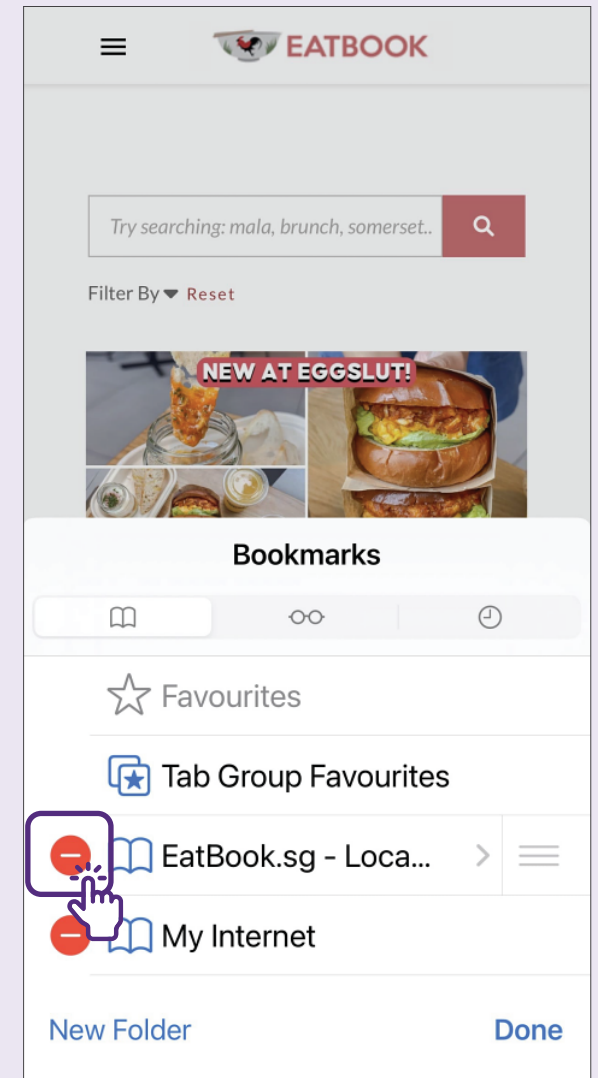 EATBOOK
Try searching: mala, brunch, somerset..
Filter By Reset
NEW AT EGGSLUT!
Bookmarks
Favourites
Tab Group Favourites
EatBook.sg - Loca...
My Internet
New Folder Done